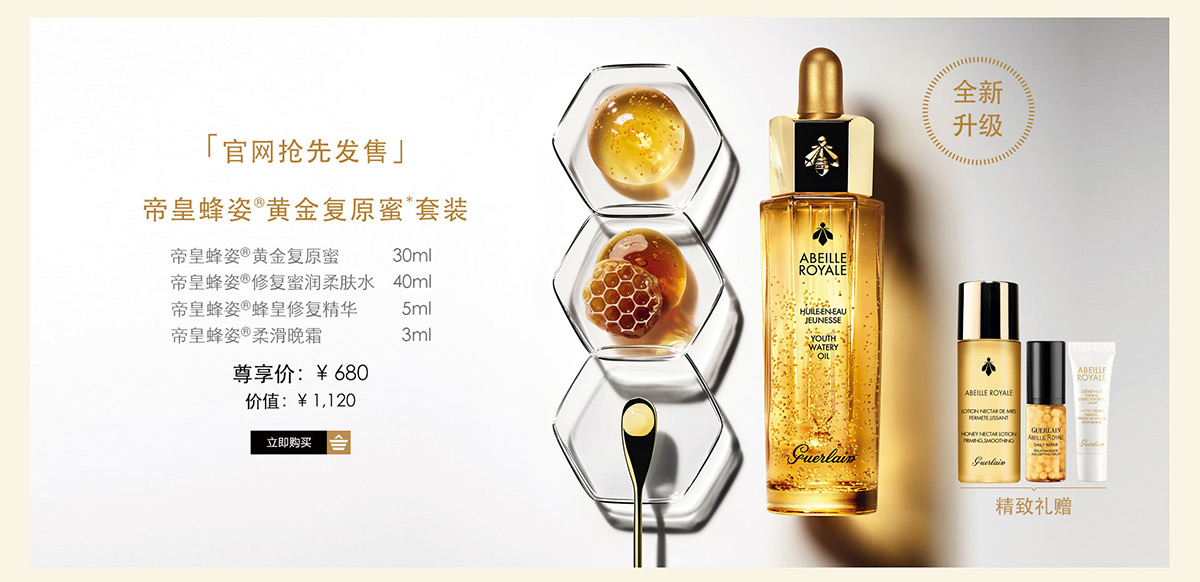 「官网抢先发售」
帝皇蜂姿®黄金复原蜜*套装
帝皇蜂姿®黄金复原蜜 30ml
帝皇蜂姿®修复蜜润柔肤水 40ml
帝皇蜂姿®蜂皇修复精华 5ml
帝皇蜂姿®柔滑晚霜 3ml
尊享价：¥ 680
价值：¥ 1,120
立即购买
ABEILLE
ROYALE
HUILE-EN-EAU
JEUNESSE
YOUTH
WATERY
OIL
Guerlain
全新
升级
ABEILLE ROYALE
LOTION NECTAR DE MIEL
FERMETE, LISSANT
HONEY NECTAR LOTION
FIRMING, SMOOTHING
Guerlain
GUERLAIN
ABEILLE ROYALE
DAILY REPAIR
ABEILLE
ROYALE
Guerlain
精致礼赠